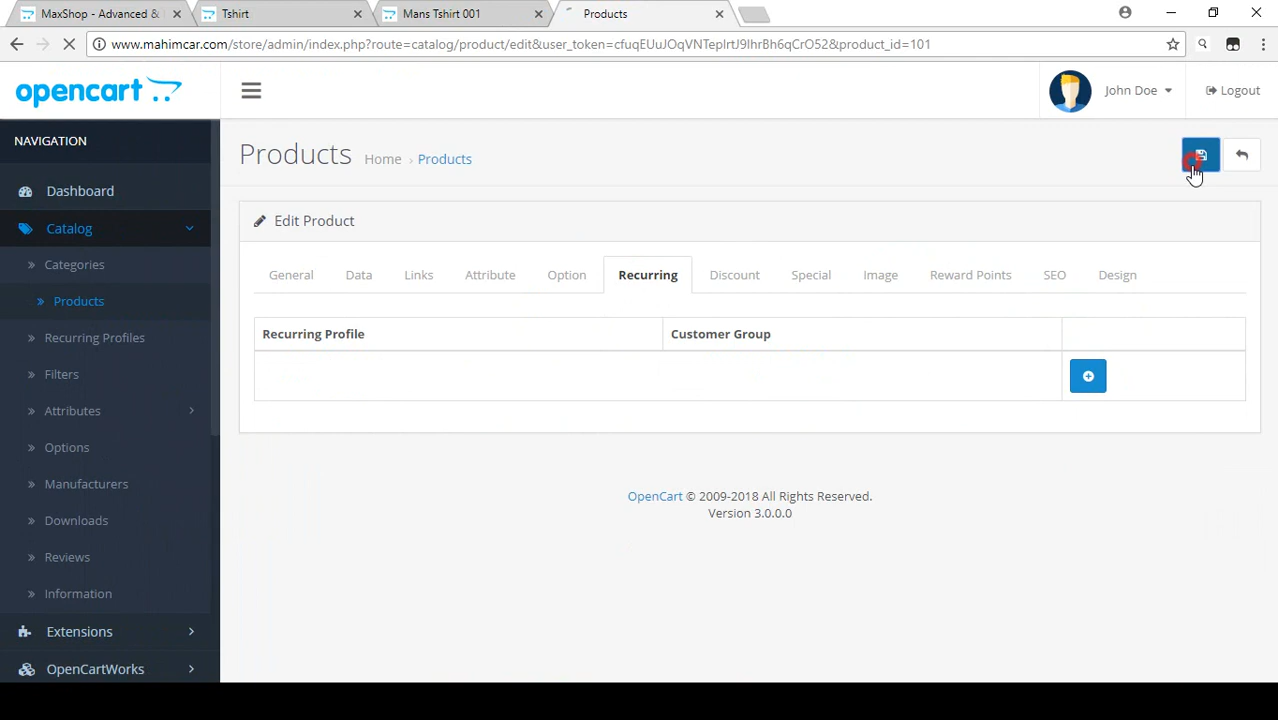 MaxShop - Advanced &
Tshirt
Mans Tshirt 001
Products
www.mahimcar.com/store/admin/index.php?route=catalog/product/edit&user_token=cfuqEUuJOqVNTeplrtJ9IhrBh6qCrO52&product_id=101
opencart
John Doe
Logout
NAVIGATION
Products
Home › Products
Dashboard
Catalog
» Categories
» Products
» Recurring Profiles
» Filters
» Attributes
» Options
» Manufacturers
» Downloads
» Reviews
» Information
Extensions
OpenCartWorks
Edit Product
General Data Links Attribute Option Recurring Discount Special Image Reward Points SEO Design
Recurring Profile Customer Group
OpenCart © 2009-2018 All Rights Reserved.
Version 3.0.0.0